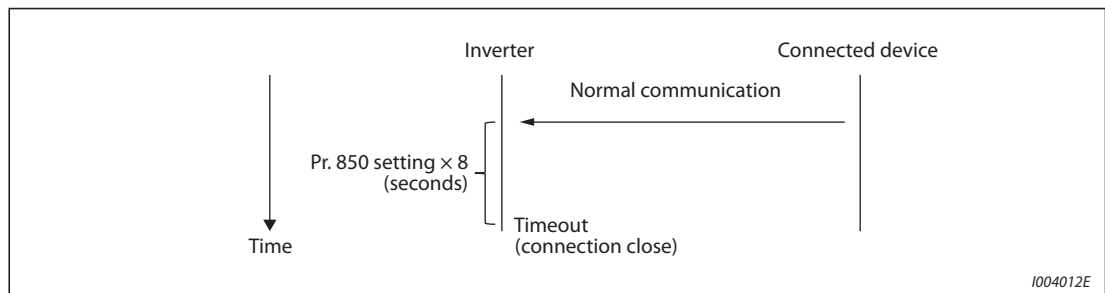 Inverter
Connected device
Normal communication
Pr. 850 setting × 8
(seconds)
Timeout
(connection close)
Time
I004012E